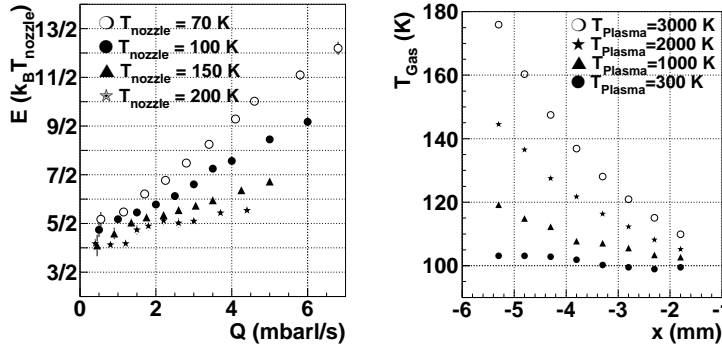 E (k_B T_nozzle)
13/2
11/2
9/2
7/2
5/2
3/2
T_nozzle = 70 K
T_nozzle = 100 K
T_nozzle = 150 K
T_nozzle = 200 K
0 2 4 6
Q (mbarl/s)
T_Gas (K)
180
160
140
120
100
T_Plasma=3000 K
T_Plasma=2000 K
T_Plasma=1000 K
T_Plasma=300 K
-6 -5 -4 -3 -2 -1
x (mm)